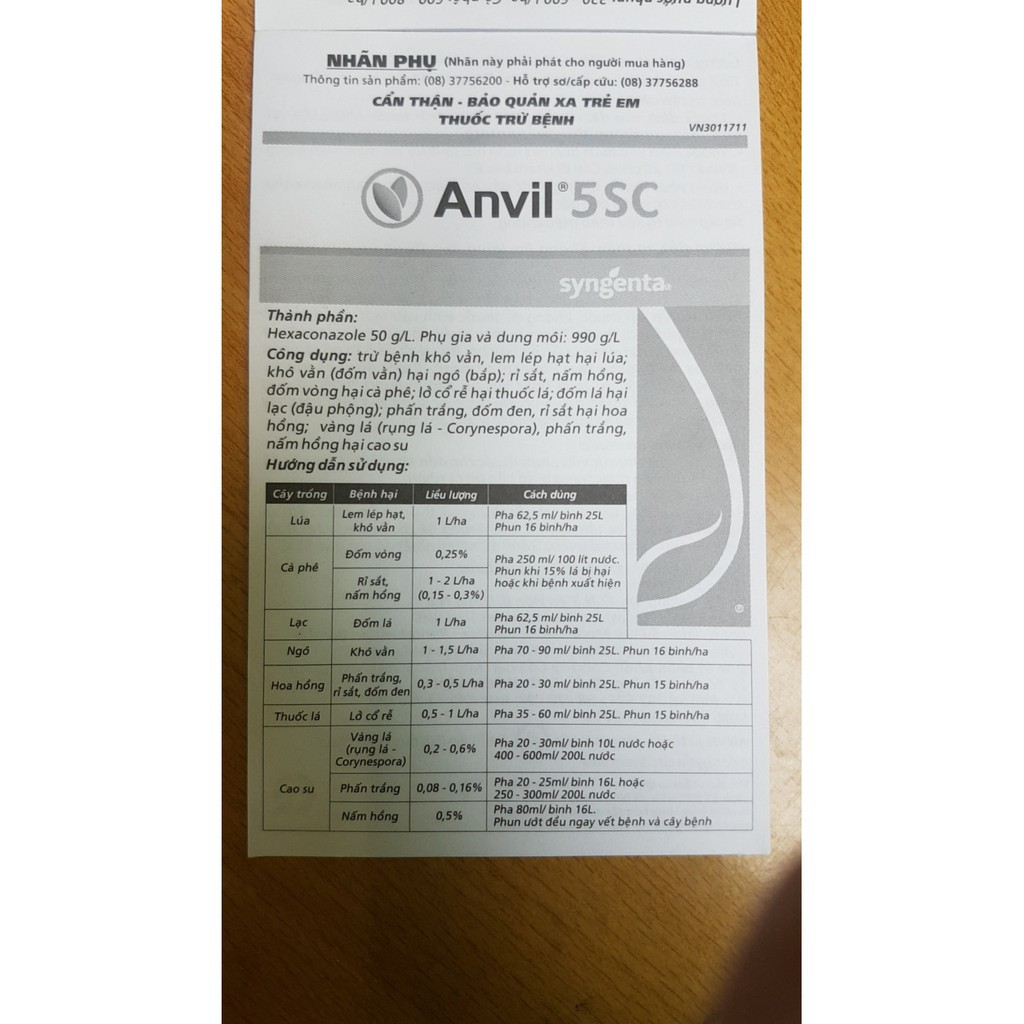 NHÃN PHỤ (Nhãn này phải phát cho người mua hàng)
Thông tin sản phẩm: (08) 37756200 - Hỗ trợ sơ/cấp cứu: (08) 37756288
CẨN THẬN - BẢO QUẢN XA TRẺ EM
THUỐC TRỪ BỆNH
VN3011711
Anvil® 5SC
syngenta®
Thành phần:
Hexaconazole 50 g/L. Phụ gia và dung môi: 990 g/L
Công dụng: trừ bệnh khô vằn, lem lép hạt hại lúa;
khô vằn (đốm vằn) hại ngô (bắp); rỉ sắt, nấm hồng,
đốm vòng hại cà phê; lở cổ rễ hại thuốc lá; đốm lá hại
lạc (đậu phộng); phấn trắng, đốm đen, rỉ sắt hại hoa
hồng; vàng lá (rụng lá - Corynespora), phấn trắng,
nấm hồng hại cao su
Hướng dẫn sử dụng:
Cây trồng Bệnh hại Liều lượng Cách dùng
Lúa Lem lép hạt, khô vằn 1 L/ha Pha 62,5 ml/ bình 25L Phun 16 bình/ha
Cà phê Đốm vòng 0,25% Pha 250 ml/ 100 lít nước. Phun khi 15% lá bị hại hoặc khi bệnh xuất hiện
Rỉ sắt, nấm hồng 1 - 2 L/ha (0,15 - 0,3%)
Lạc Đốm lá 1 L/ha Pha 62,5 ml/ bình 25L Phun 16 bình/ha
Ngô Khô vằn 1 - 1,5 L/ha Pha 70 - 90 ml/ bình 25L. Phun 16 bình/ha
Hoa hồng Phấn trắng, rỉ sắt, đốm đen 0,3 - 0,5 L/ha Pha 20 - 30 ml/ bình 25L. Phun 15 bình/ha
Thuốc lá Lở cổ rễ 0,5 - 1 L/ha Pha 35 - 60 ml/ bình 25L. Phun 15 bình/ha
Cao su Vàng lá (rụng lá - Corynespora) 0,2 - 0,6% Pha 20 - 30ml/ bình 10L nước hoặc 400 - 600ml/ 200L nước
Phấn trắng 0,08 - 0,16% Pha 20 - 25ml/ bình 16L hoặc 250 - 300ml/ 200L nước
Nấm hồng 0,5% Pha 80ml/ bình 16L. Phun ướt đều ngay vết bệnh và cây bệnh